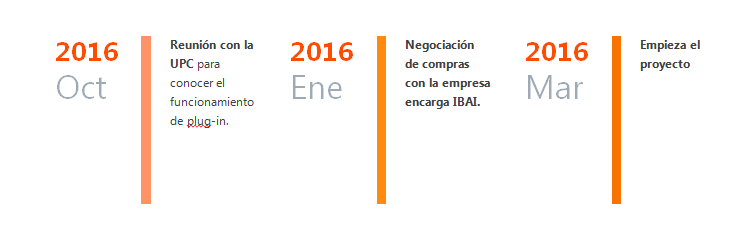 2016
Oct
Reunión con la
UPC para
conocer el
funcionamiento
de plug-in.
2016
Ene
Negociación
de compras
con la empresa
encarga IBAI.
2016
Mar
Empieza el
proyecto